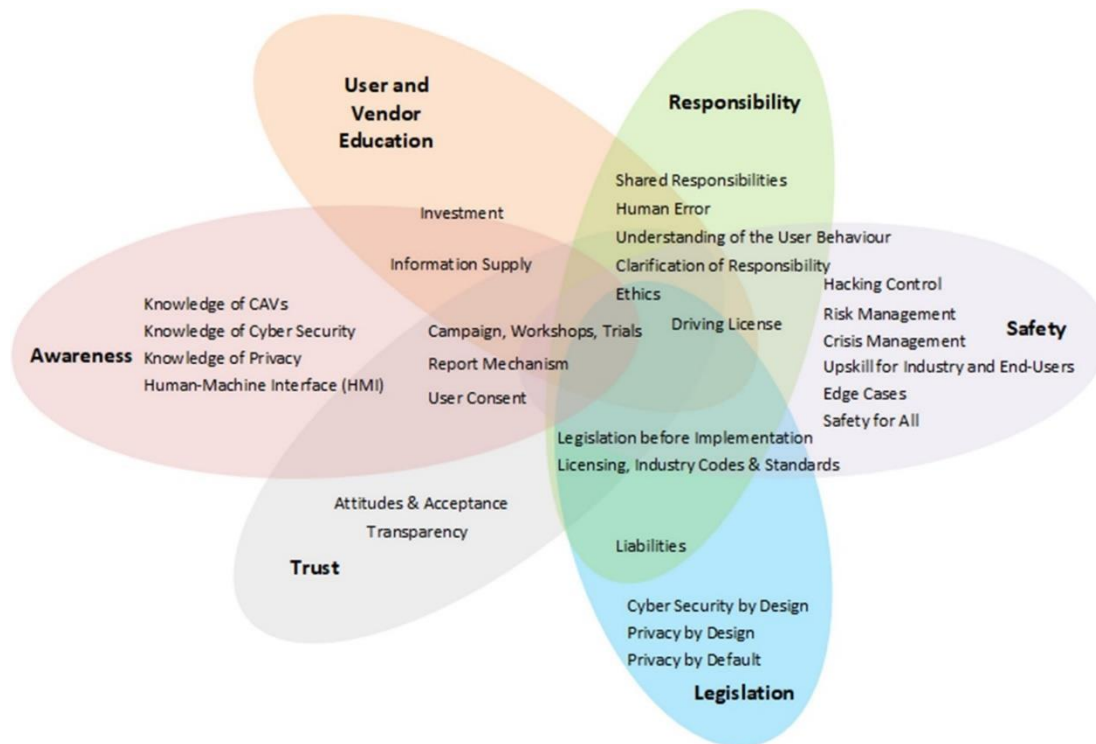 User and
Vendor
Education
Responsibility
Investment
Information Supply
Shared Responsibilities
Human Error
Understanding of the User Behaviour
Clarification of Responsibility
Ethics
Driving License
Awareness
Knowledge of CAVs
Knowledge of Cyber Security
Knowledge of Privacy
Human-Machine Interface (HMI)
Campaign, Workshops, Trials
Report Mechanism
User Consent
Hacking Control
Risk Management
Crisis Management
Upskill for Industry and End-Users
Edge Cases
Safety for All
Safety
Legislation before Implementation
Licensing, Industry Codes & Standards
Attitudes & Acceptance
Transparency
Trust
Liabilities
Cyber Security by Design
Privacy by Design
Privacy by Default
Legislation